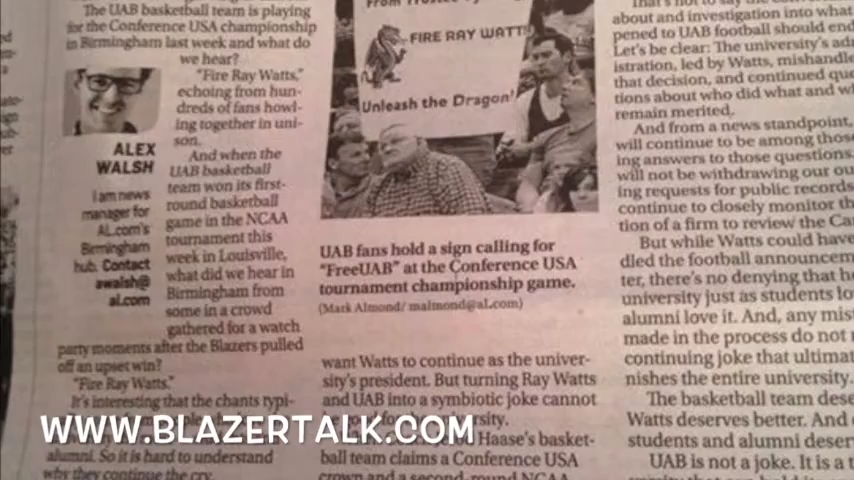 The UAB basketball team is playing
for the Conference USA championship
in Birmingham last week and what do
we hear?
"Fire Ray Watts,"
echoing from hun-
dreds of fans howl-
ing together in uni-
son.
And when the
UAB basketball
team won its first-
round basketball
game in the NCAA
tournament this
week in Louisville,
what did we hear in
Birmingham from
some in a crowd
gathered for a watch
party moments after the Blazers pulled
off an upset win?
"Fire Ray Watts."
It's interesting that the chants typi-
alumni. So it is hard to understand
why they continue the cry.
ALEX
WALSH
I am news
manager for
AL.com's
Birmingham
hub. Contact
awalsh@
al.com
FIRE RAY WATT
Unleash the Dragon!
UAB fans hold a sign calling for
"FreeUAB" at the Conference USA
tournament championship game.
(Mark Almond/ malmond@al.com)
want Watts to continue as the univer-
sity's president. But turning Ray Watts
and UAB into a symbiotic joke cannot
Haase's basket-
ball team claims a Conference USA
crown and a second-round NCAA
That's not to say the
about and investigation into what
pened to UAB football should end
Let's be clear: The university's adm
istration, led by Watts, mishandle
that decision, and continued que
tions about who did what and wh
remain merited.
And from a news standpoint,
will continue to be among those
ing answers to those questions.
will not be withdrawing our ou
ing requests for public records
continue to closely monitor th
tion of a firm to review the Car
But while Watts could have
dled the football announcem
ter, there's no denying that he
university just as students lo
alumni love it. And, any mis
made in the process do not
continuing joke that ultimat
nishes the entire university.
The basketball team dese
Watts deserves better. And
students and alumni deser
UAB is not a joke. It is a t
WWW.BLAZERTALK.COM